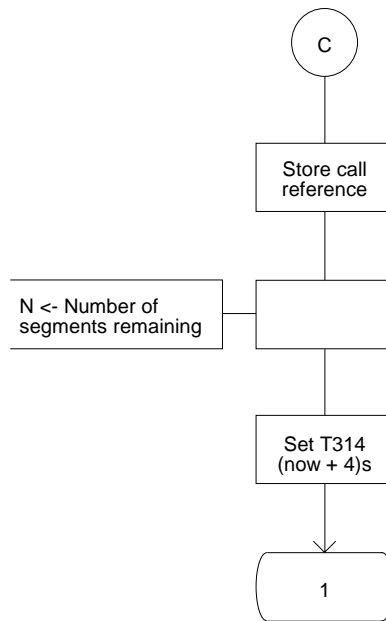 C
Store call
reference
N <- Number of
segments remaining
Set T314
(now + 4)s
1